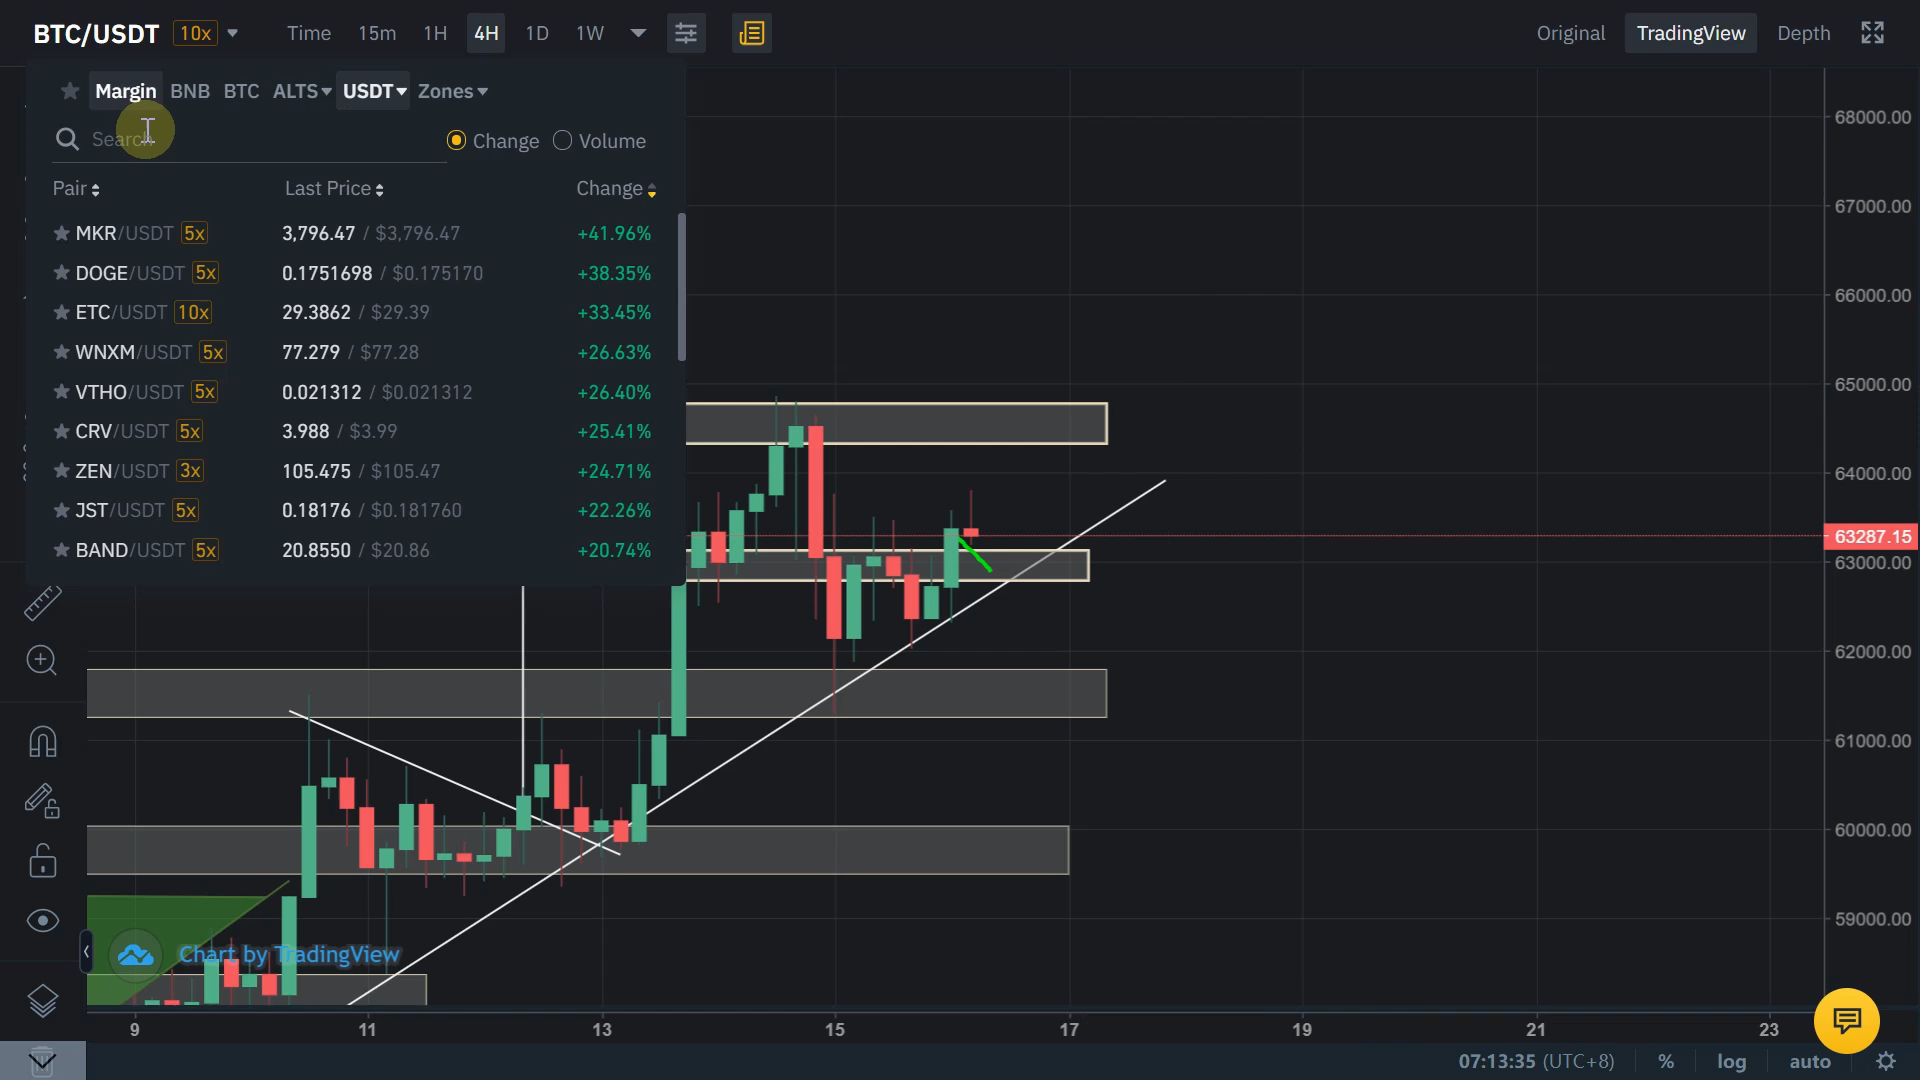 BTC/USDT 10x Time 15m 1H 4H 1D 1W Original TradingView Depth
Margin BNB BTC ALTS USDT Zones
Search Change Volume
Pair Last Price Change
MKR/USDT 5x 3,796.47 / $3,796.47 +41.96%
DOGE/USDT 5x 0.1751698 / $0.175170 +38.35%
ETC/USDT 10x 29.3862 / $29.39 +33.45%
WNXM/USDT 5x 77.279 / $77.28 +26.63%
VTHO/USDT 5x 0.021312 / $0.021312 +26.40%
CRV/USDT 5x 3.988 / $3.99 +25.41%
ZEN/USDT 3x 105.475 / $105.47 +24.71%
JST/USDT 5x 0.18176 / $0.181760 +22.26%
BAND/USDT 5x 20.8550 / $20.86 +20.74%
68000.00
67000.00
66000.00
65000.00
64000.00
63287.15
63000.00
62000.00
61000.00
60000.00
59000.00
Chart by TradingView
9 11 13 15 17 19 21 23
07:13:35 (UTC+8) % log auto